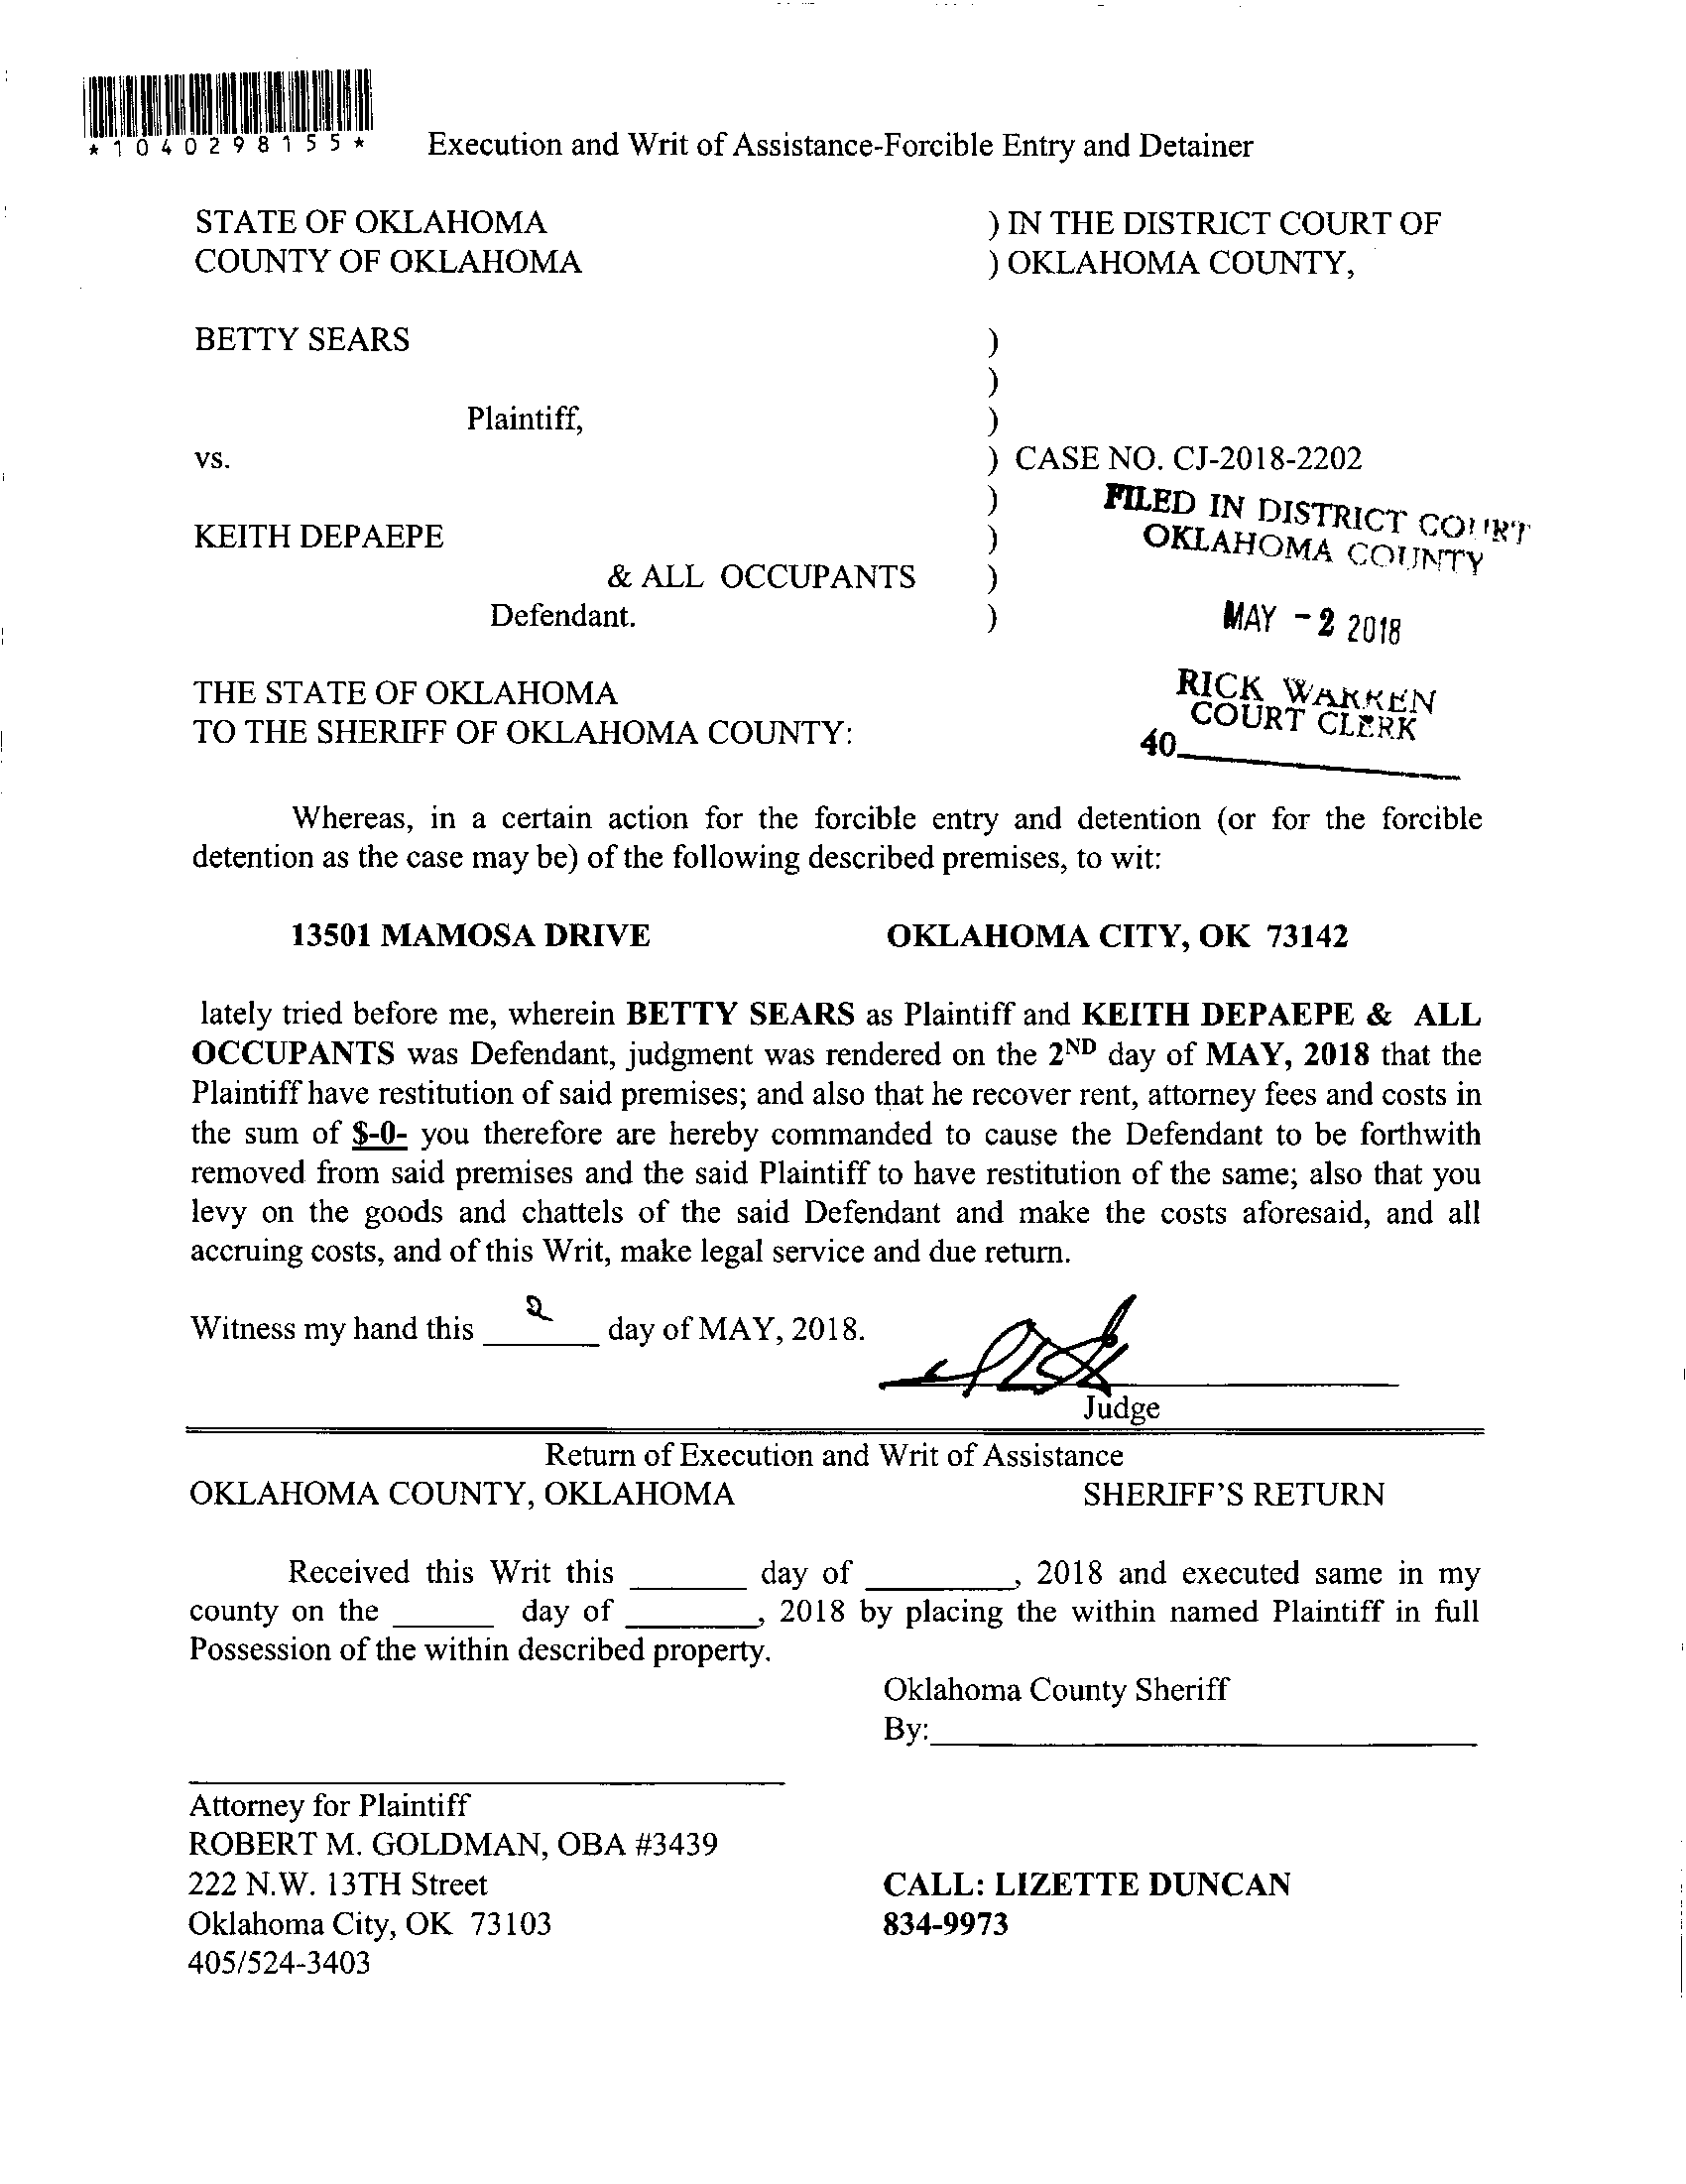 *1040298155*
Execution and Writ of Assistance-Forcible Entry and Detainer
STATE OF OKLAHOMA ) IN THE DISTRICT COURT OF
COUNTY OF OKLAHOMA ) OKLAHOMA COUNTY,
BETTY SEARS )
)
Plaintiff, )
vs. ) CASE NO. CJ-2018-2202
)
FILED IN DISTRICT COURT
KEITH DEPAEPE )
OKLAHOMA COUNTY
& ALL OCCUPANTS )
Defendant. )
MAY - 2 2018
THE STATE OF OKLAHOMA
RICK WARREN
TO THE SHERIFF OF OKLAHOMA COUNTY:
COURT CLERK
40
Whereas, in a certain action for the forcible entry and detention (or for the forcible
detention as the case may be) of the following described premises, to wit:
13501 MAMOSA DRIVE OKLAHOMA CITY, OK 73142
lately tried before me, wherein BETTY SEARS as Plaintiff and KEITH DEPAEPE & ALL
OCCUPANTS was Defendant, judgment was rendered on the 2ND day of MAY, 2018 that the
Plaintiff have restitution of said premises; and also that he recover rent, attorney fees and costs in
the sum of $-0- you therefore are hereby commanded to cause the Defendant to be forthwith
removed from said premises and the said Plaintiff to have restitution of the same; also that you
levy on the goods and chattels of the said Defendant and make the costs aforesaid, and all
accruing costs, and of this Writ, make legal service and due return.
Witness my hand this 2 day of MAY, 2018.
Judge
Return of Execution and Writ of Assistance
OKLAHOMA COUNTY, OKLAHOMA SHERIFF'S RETURN
Received this Writ this ______ day of ________, 2018 and executed same in my
county on the ______ day of _______, 2018 by placing the within named Plaintiff in full
Possession of the within described property.
Oklahoma County Sheriff
By:
Attorney for Plaintiff
ROBERT M. GOLDMAN, OBA #3439
222 N.W. 13TH Street CALL: LIZETTE DUNCAN
Oklahoma City, OK 73103 834-9973
405/524-3403